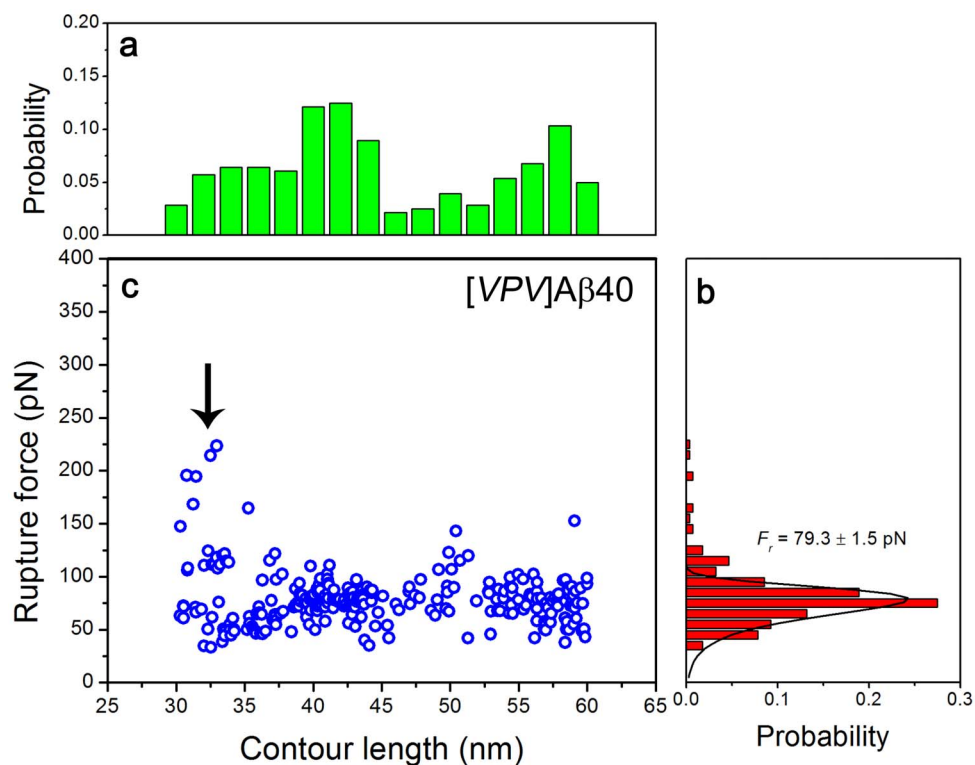 a
0.20
0.15
0.10
0.05
0.00
Probability
c
[VPV]Aβ40
400
350
300
250
200
150
100
50
0
Rupture force (pN)
25 30 35 40 45 50 55 60 65
Contour length (nm)
b
F_r = 79.3 ± 1.5 pN
0.0 0.1 0.2 0.3
Probability